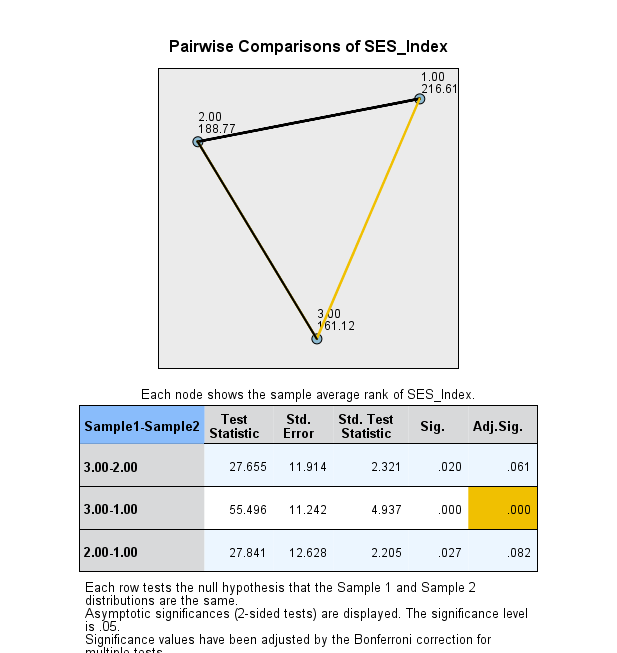 Pairwise Comparisons of SES_Index
1.00
216.61
2.00
188.77
3.00
161.12
Each node shows the sample average rank of SES_Index.
Sample1-Sample2 Test Statistic Std. Error Std. Test Statistic Sig. Adj.Sig.
3.00-2.00 27.655 11.914 2.321 .020 .061
3.00-1.00 55.496 11.242 4.937 .000 .000
2.00-1.00 27.841 12.628 2.205 .027 .082
Each row tests the null hypothesis that the Sample 1 and Sample 2
distributions are the same.
Asymptotic significances (2-sided tests) are displayed. The significance level
is .05.
Significance values have been adjusted by the Bonferroni correction for
multiple tests.